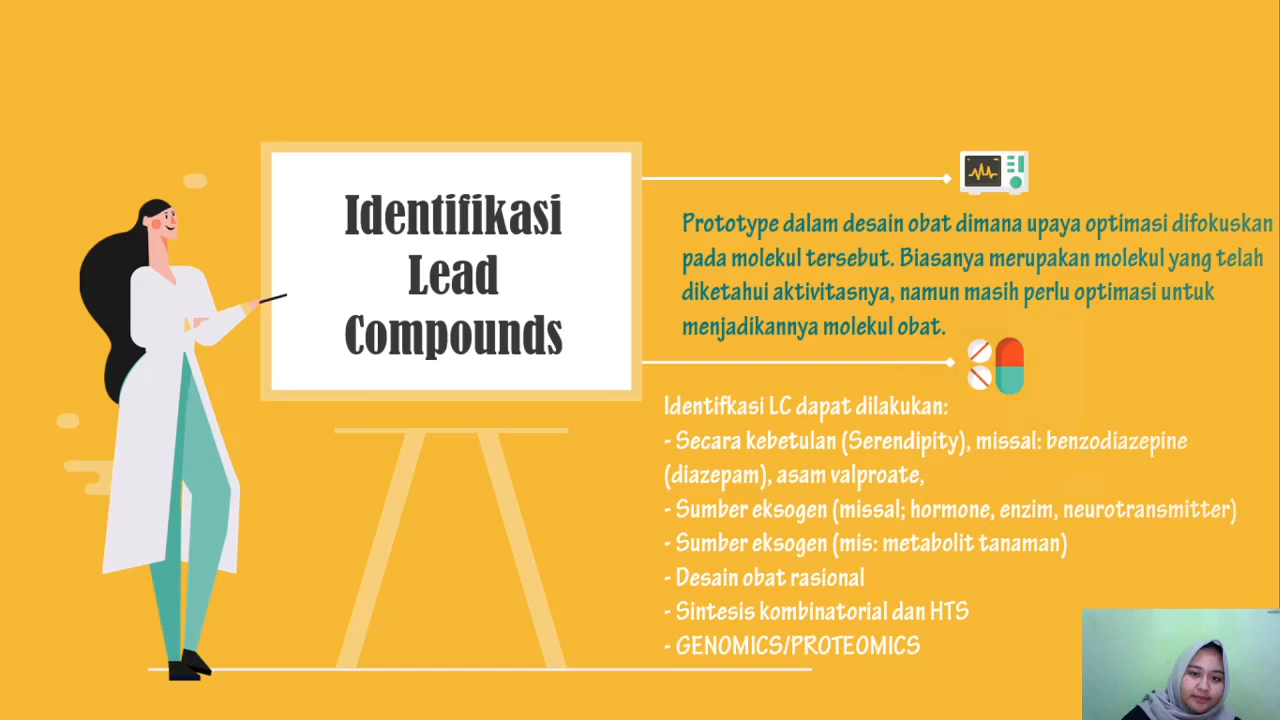 Identifikasi
Lead
Compounds
Prototype dalam desain obat dimana upaya optimasi difokuskan
pada molekul tersebut. Biasanya merupakan molekul yang telah
diketahui aktivitasnya, namun masih perlu optimasi untuk
menjadikannya molekul obat.
Identifkasi LC dapat dilakukan:
- Secara kebetulan (Serendipity), missal: benzodiazepine
(diazepam), asam valproate,
- Sumber eksogen (missal; hormone, enzim, neurotransmitter)
- Sumber eksogen (mis: metabolit tanaman)
- Desain obat rasional
- Sintesis kombinatorial dan HTS
- GENOMICS/PROTEOMICS